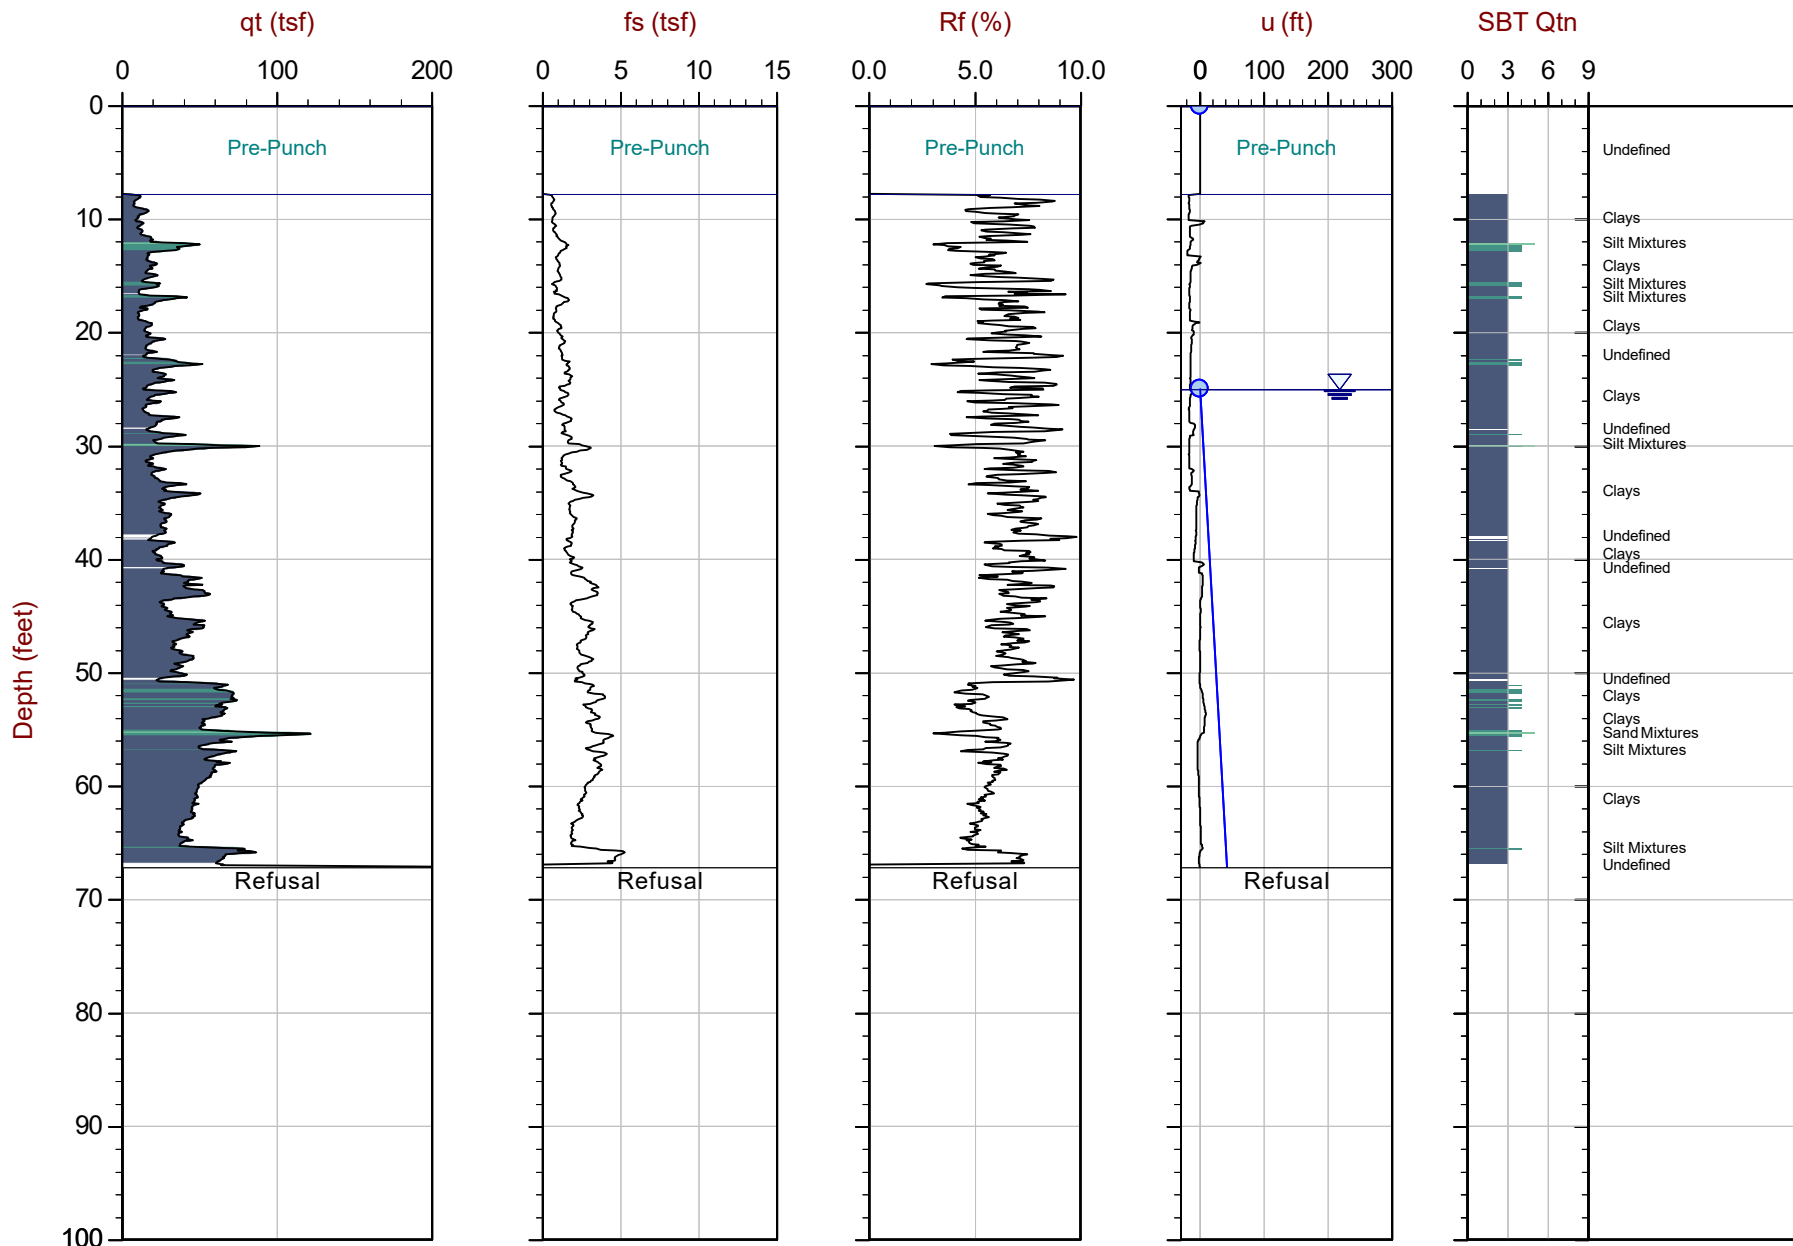 qt (tsf) fs (tsf) Rf (%) u (ft) SBT Qtn
0 100 200 0 5 10 15 0.0 5.0 10.0 0 100 200 300 0 3 6 9
0
Pre-Punch Pre-Punch Pre-Punch Pre-Punch Undefined
10 Clays
Silt Mixtures
Clays
Silt Mixtures
Silt Mixtures
Clays
20
Undefined
Clays
Undefined
Silt Mixtures
30
Clays
Undefined
Clays
40
Undefined
Clays
Depth (feet)
50
Undefined
Clays
Clays
Sand Mixtures
Silt Mixtures
60
Clays
Silt Mixtures
Undefined
Refusal Refusal Refusal Refusal
70
80
90
100